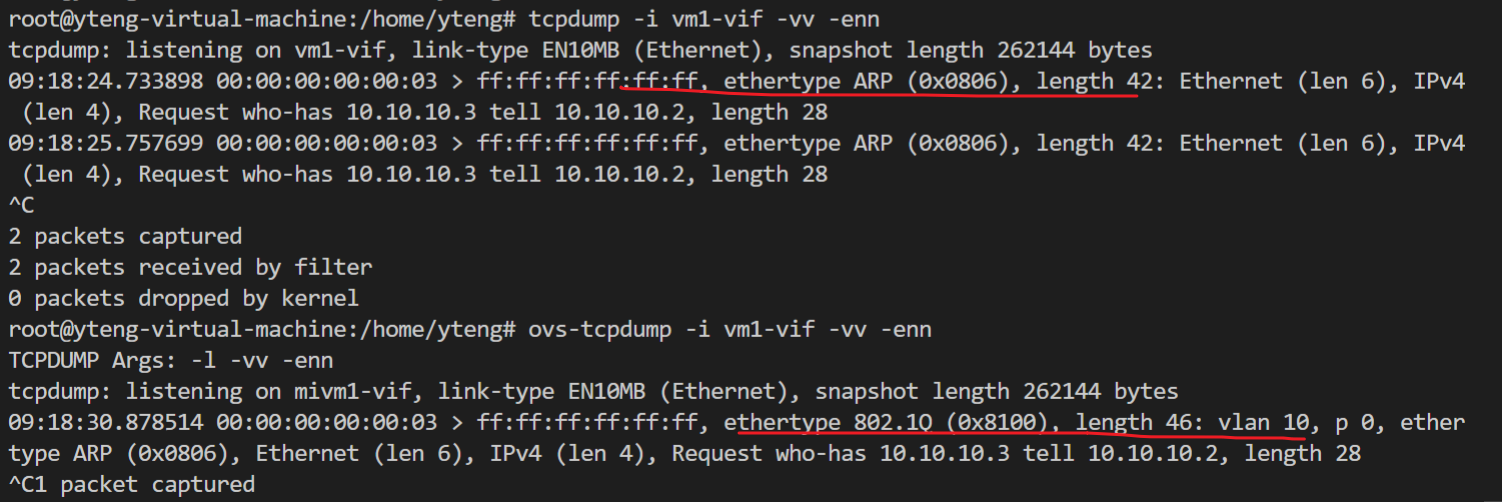 root@yteng-virtual-machine:/home/yteng# tcpdump -i vm1-vif -vv -enn
tcpdump: listening on vm1-vif, link-type EN10MB (Ethernet), snapshot length 262144 bytes
09:18:24.733898 00:00:00:00:00:03 > ff:ff:ff:ff:ff:ff, ethertype ARP (0x0806), length 42: Ethernet (len 6), IPv4
 (len 4), Request who-has 10.10.10.3 tell 10.10.10.2, length 28
09:18:25.757699 00:00:00:00:00:03 > ff:ff:ff:ff:ff:ff, ethertype ARP (0x0806), length 42: Ethernet (len 6), IPv4
 (len 4), Request who-has 10.10.10.3 tell 10.10.10.2, length 28
^C
2 packets captured
2 packets received by filter
0 packets dropped by kernel
root@yteng-virtual-machine:/home/yteng# ovs-tcpdump -i vm1-vif -vv -enn
TCPDUMP Args: -l -vv -enn
tcpdump: listening on mivm1-vif, link-type EN10MB (Ethernet), snapshot length 262144 bytes
09:18:30.878514 00:00:00:00:00:03 > ff:ff:ff:ff:ff:ff, ethertype 802.1Q (0x8100), length 46: vlan 10, p 0, ether
type ARP (0x0806), Ethernet (len 6), IPv4 (len 4), Request who-has 10.10.10.3 tell 10.10.10.2, length 28
^C1 packet captured